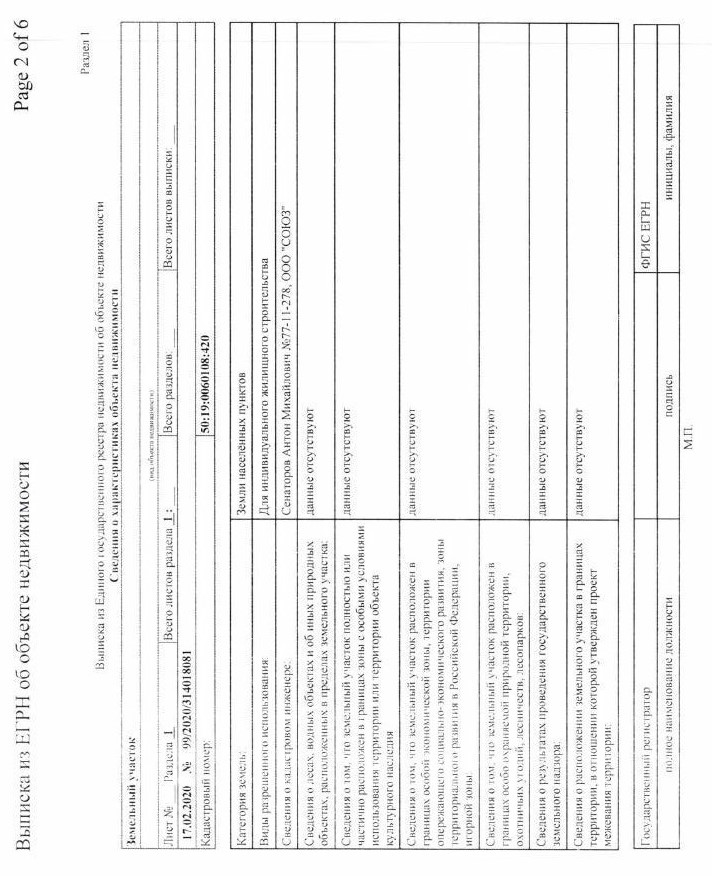 Выписка из ЕГРН об объекте недвижимости
Page 2 of 6
Раздел 1
Выписка из Единого государственного реестра недвижимости об объекте недвижимости
Сведения о характеристиках объекта недвижимости
Земельный участок
(вид объекта недвижимости)
Лист № ___ Раздела 1
Всего листов раздела 1: ___
Всего разделов: ___
Всего листов выписки: ___
17.02.2020 № 99/2020/314018081
Кадастровый номер:
50:19:0060108:420
Категория земель:
Земли населённых пунктов
Виды разрешенного использования:
Для индивидуального жилищного строительства
Сведения о кадастровом инженере:
Сенаторов Антон Михайлович №77-11-278, ООО "СОЮЗ"
Сведения о лесах, водных объектах и об иных природных
объектах, расположенных в пределах земельного участка:
данные отсутствуют
Сведения о том, что земельный участок полностью или
частично расположен в границах зоны с особыми условиями
использования территории или территории объекта
культурного наследия
данные отсутствуют
Сведения о том, что земельный участок расположен в
границах особой экономической зоны, территории
опережающего социально-экономического развития, зоны
территориального развития в Российской Федерации,
игорной зоны:
данные отсутствуют
Сведения о том, что земельный участок расположен в
границах особо охраняемой природной территории,
охотничьих угодий, лесничеств, лесопарков:
данные отсутствуют
Сведения о результатах проведения государственного
земельного надзора:
данные отсутствуют
Сведения о расположении земельного участка в границах
территории, в отношении которой утвержден проект
межевания территории:
данные отсутствуют
Государственный регистратор
ФГИС ЕГРН
полное наименование должности
подпись
инициалы, фамилия
М.П.